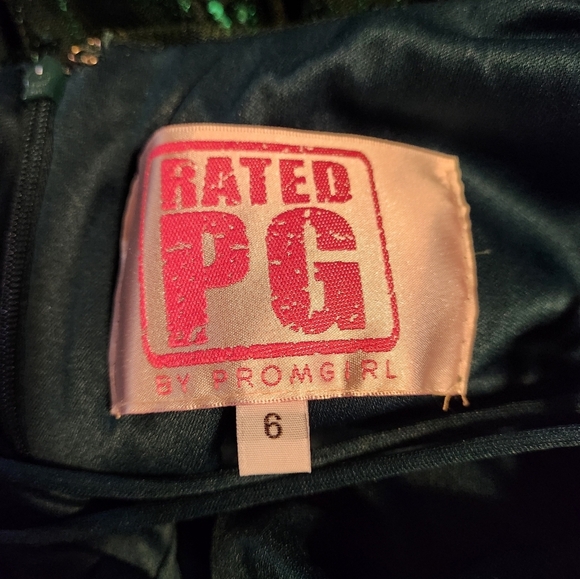 RATED
PG
BY PROMGIRL
6